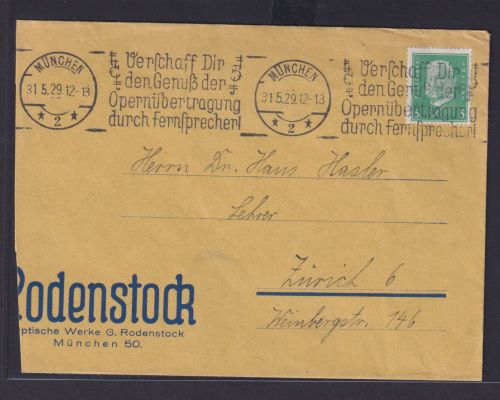 MÜNCHEN
31.5.29.12-13
* 2 *
Verschaff Dir
den Genuß der
Opernübertragung
durch Fernsprecher!
MÜNCHEN
31.5.29.12-13
* 2 *
Verschaff Dir
den Genuß der
Opernübertragung
durch Fernsprecher!
Herrn Dr. Hans Hasler
Lehrer
Zürich 6
Weinbergstr. 146
Rodenstock
ptische Werke G. Rodenstock
München 50.